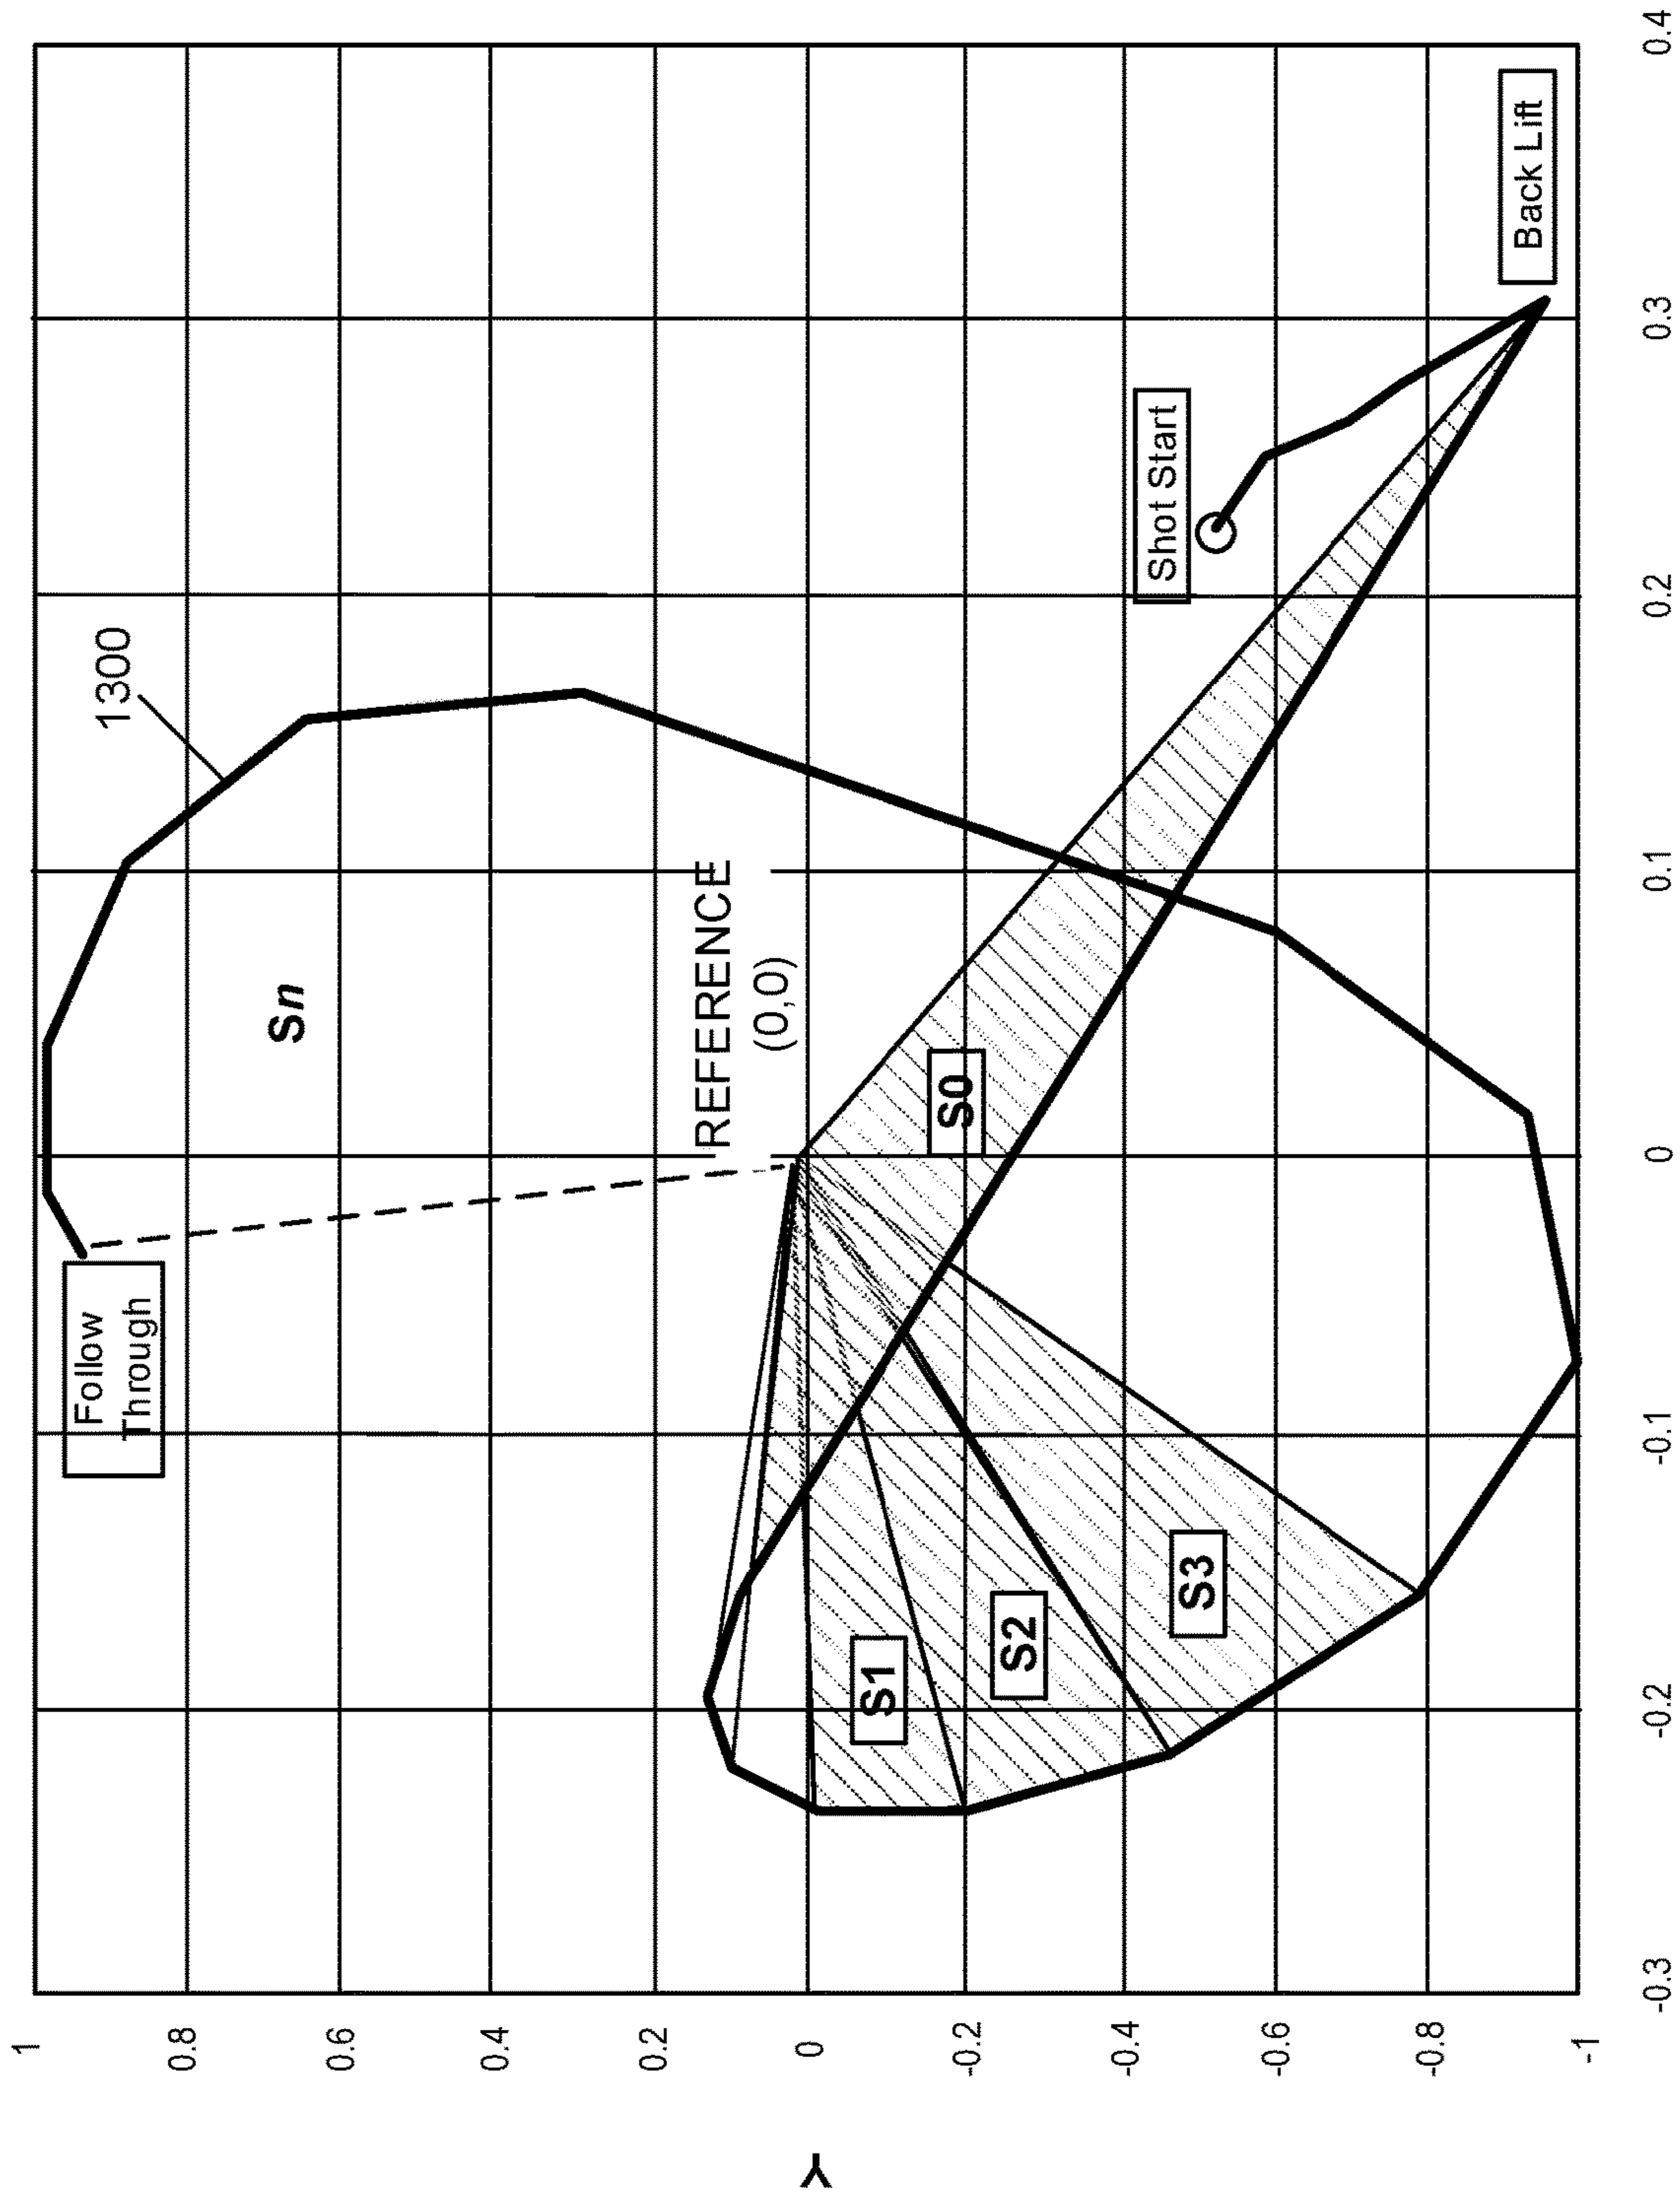 Y
1
0.8
0.6
0.4
0.2
0
-0.2
-0.4
-0.6
-0.8
-1
-0.3
-0.2
-0.1
0
0.1
0.2
0.3
0.4
Follow
Through
1300
Sn
REFERENCE
(0,0)
S0
S1
S2
S3
Shot Start
Back Lift